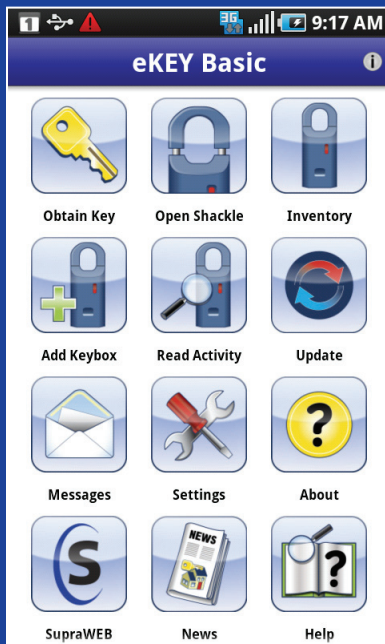 1 3G 9:17 AM
eKEY Basic i
Obtain Key Open Shackle Inventory
Add Keybox Read Activity Update
? 
Messages Settings About
S NEWS ?
SupraWEB News Help